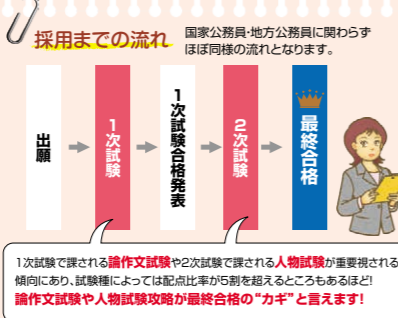 採用までの流れ
国家公務員・地方公務員に関わらず
ほぼ同様の流れとなります。
出願
1次試験
1次試験合格発表
2次試験
最終合格
1次試験で課される論作文試験や2次試験で課される人物試験が重要視される
傾向にあり、試験種によっては配点比率が5割を超えるところもあるほど!
論作文試験や人物試験攻略が最終合格の“カギ”と言えます!